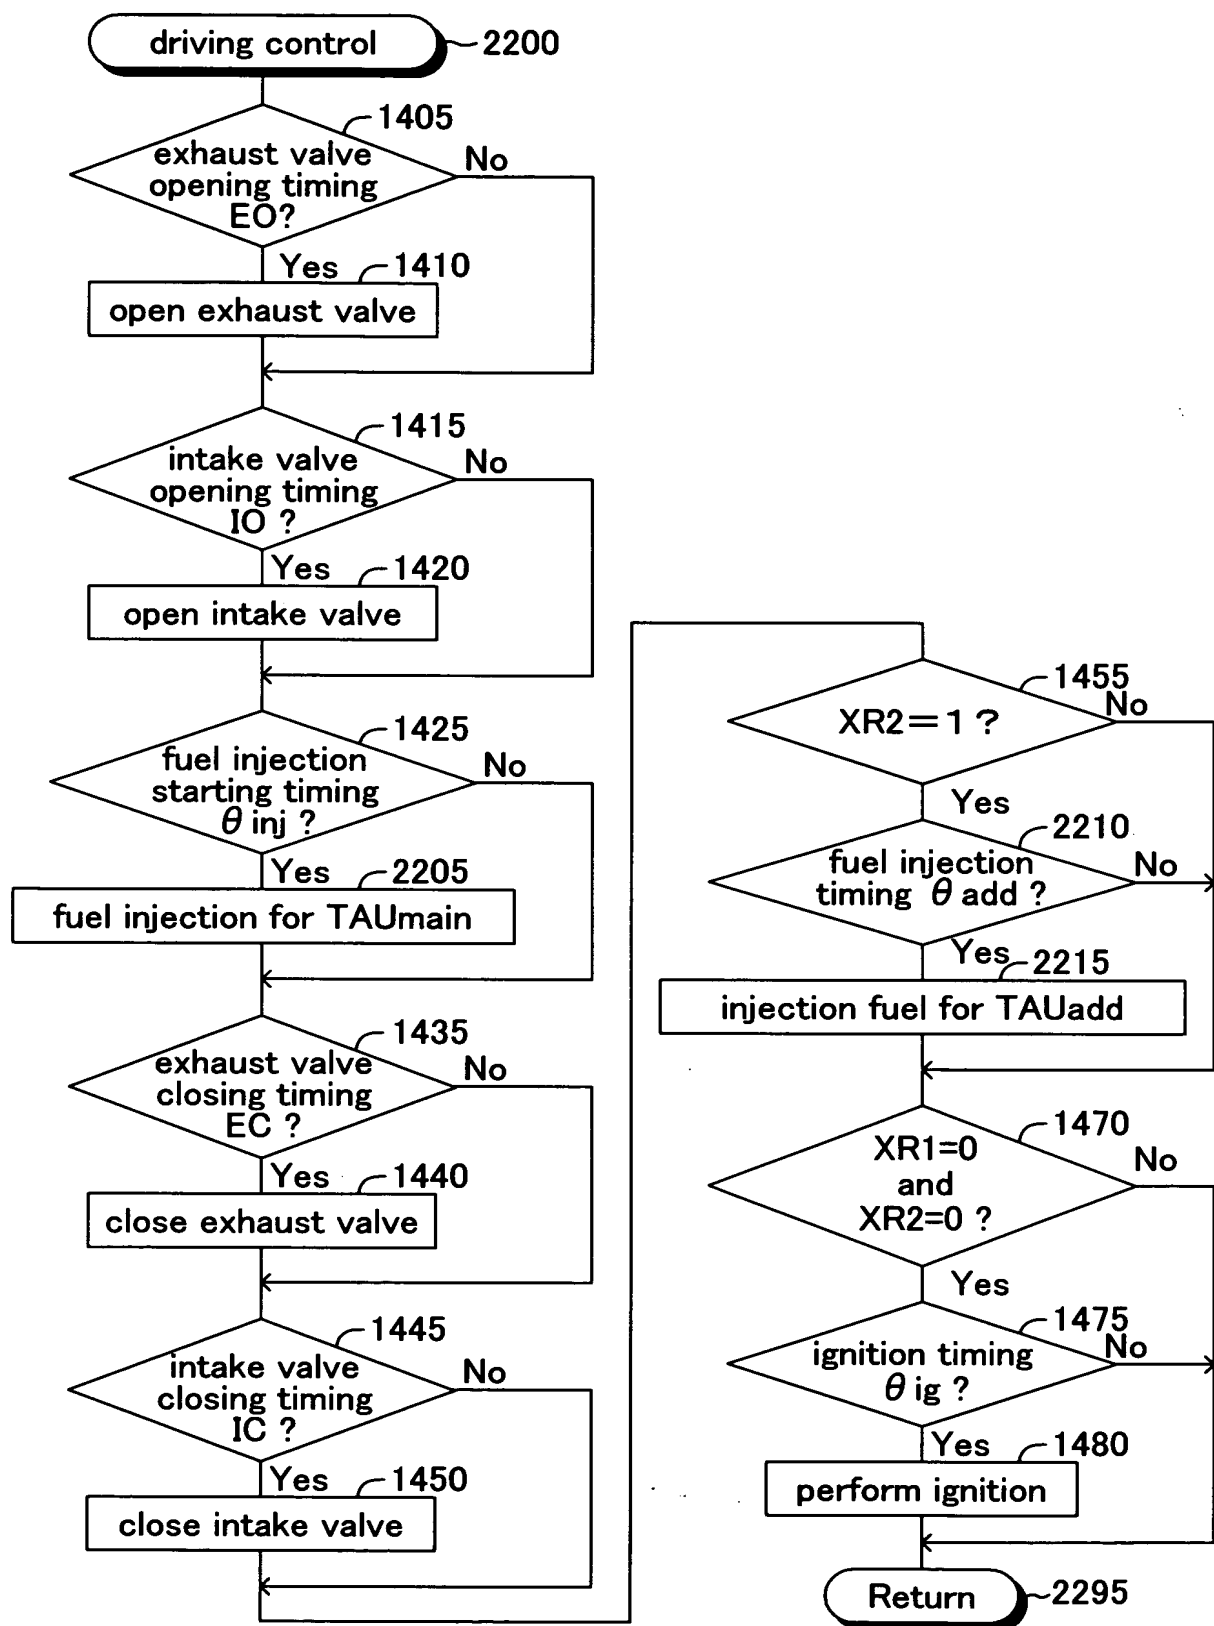 driving control
2200
1405
exhaust valve
opening timing
EO?
No
Yes
1410
open exhaust valve
1415
intake valve
opening timing
IO ?
No
Yes
1420
open intake valve
1425
fuel injection
starting timing
θ inj ?
No
Yes
2205
fuel injection for TAUmain
1435
exhaust valve
closing timing
EC ?
No
Yes
1440
close exhaust valve
1445
intake valve
closing timing
IC ?
No
Yes
1450
close intake valve
1455
XR2=1 ?
No
Yes
2210
fuel injection
timing θ add ?
No
Yes
2215
injection fuel for TAUadd
1470
XR1=0
and
XR2=0 ?
No
Yes
1475
ignition timing
θ ig ?
No
Yes
1480
perform ignition
Return
2295